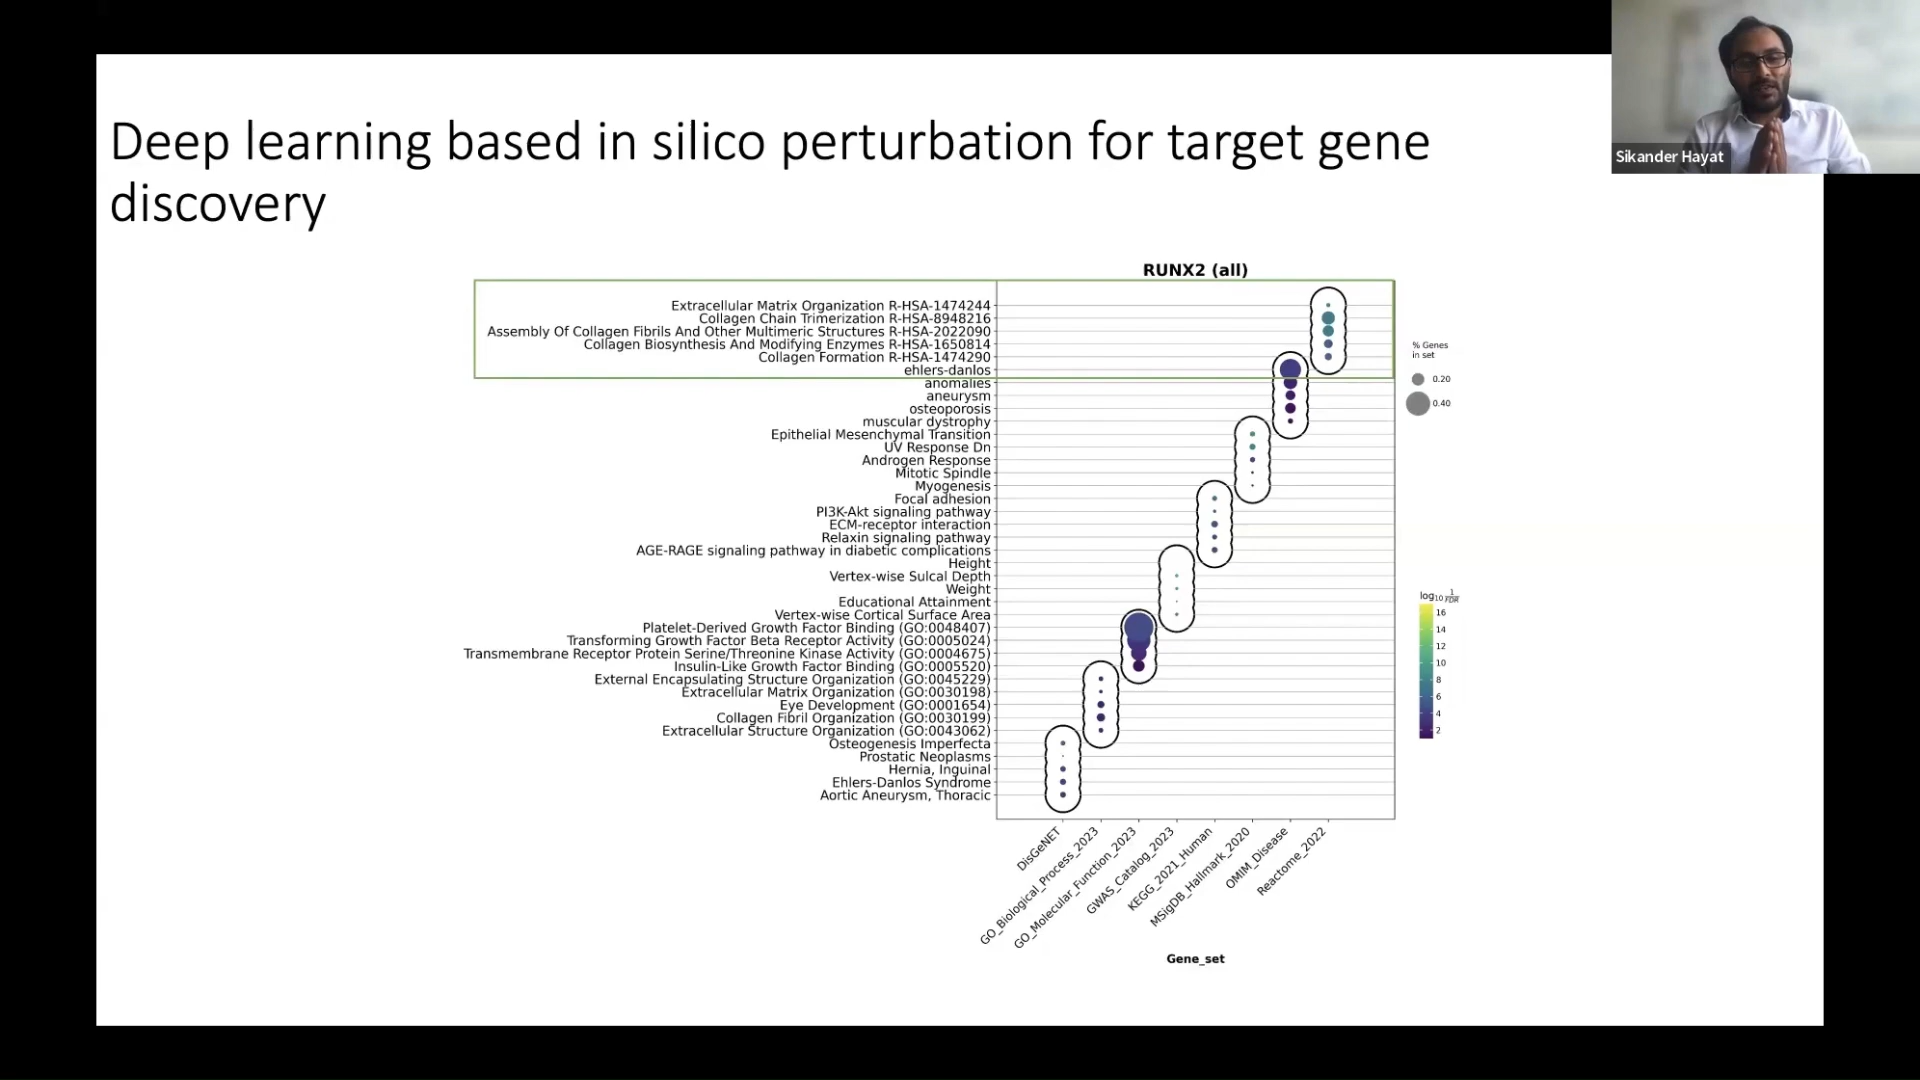 Deep learning based in silico perturbation for target gene
discovery
Sikander Hayat
RUNX2 (all)
Extracellular Matrix Organization R-HSA-1474244
Collagen Chain Trimerization R-HSA-8948216
Assembly Of Collagen Fibrils And Other Multimeric Structures R-HSA-2022090
Collagen Biosynthesis And Modifying Enzymes R-HSA-1650814
Collagen Formation R-HSA-1474290
ehlers-danlos
anomalies
aneurysm
osteoporosis
muscular dystrophy
Epithelial Mesenchymal Transition
UV Response Dn
Androgen Response
Mitotic Spindle
Myogenesis
Focal adhesion
PI3K-Akt signaling pathway
ECM-receptor interaction
Relaxin signaling pathway
AGE-RAGE signaling pathway in diabetic complications
Height
Vertex-wise Sulcal Depth
Weight
Educational Attainment
Vertex-wise Cortical Surface Area
Platelet-Derived Growth Factor Binding (GO:0048407)
Transforming Growth Factor Beta Receptor Activity (GO:0005024)
Transmembrane Receptor Protein Serine/Threonine Kinase Activity (GO:0004675)
Insulin-Like Growth Factor Binding (GO:0005520)
External Encapsulating Structure Organization (GO:0045229)
Extracellular Matrix Organization (GO:0030198)
Eye Development (GO:0001654)
Collagen Fibril Organization (GO:0030199)
Extracellular Structure Organization (GO:0043062)
Osteogenesis Imperfecta
Prostatic Neoplasms
Hernia, Inguinal
Ehlers-Danlos Syndrome
Aortic Aneurysm, Thoracic
DisGeNET
GO_Biological_Process_2023
GO_Molecular_Function_2023
GWAS_Catalog_2023
KEGG_2021_Human
MSigDB_Hallmark_2020
OMIM_Disease
Reactome_2022
Gene_set
% Genes
in set
0.20
0.40
log10 1/FDR
16
14
12
10
8
6
4
2